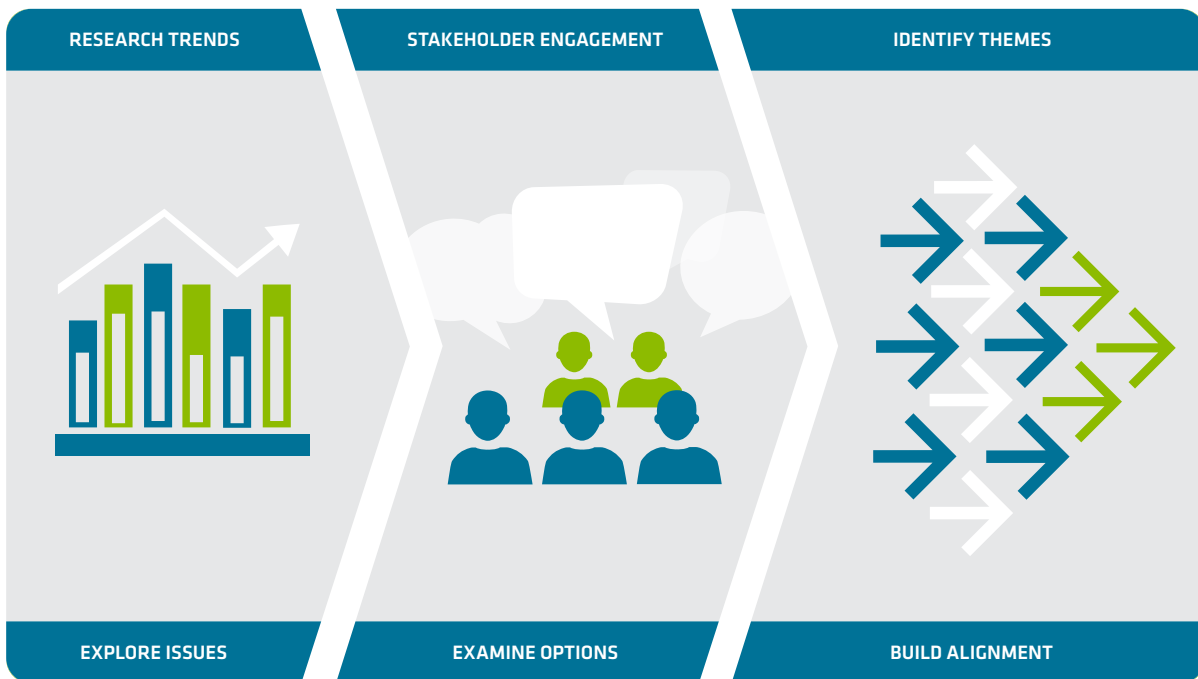 RESEARCH TRENDS
STAKEHOLDER ENGAGEMENT
IDENTIFY THEMES
EXPLORE ISSUES
EXAMINE OPTIONS
BUILD ALIGNMENT